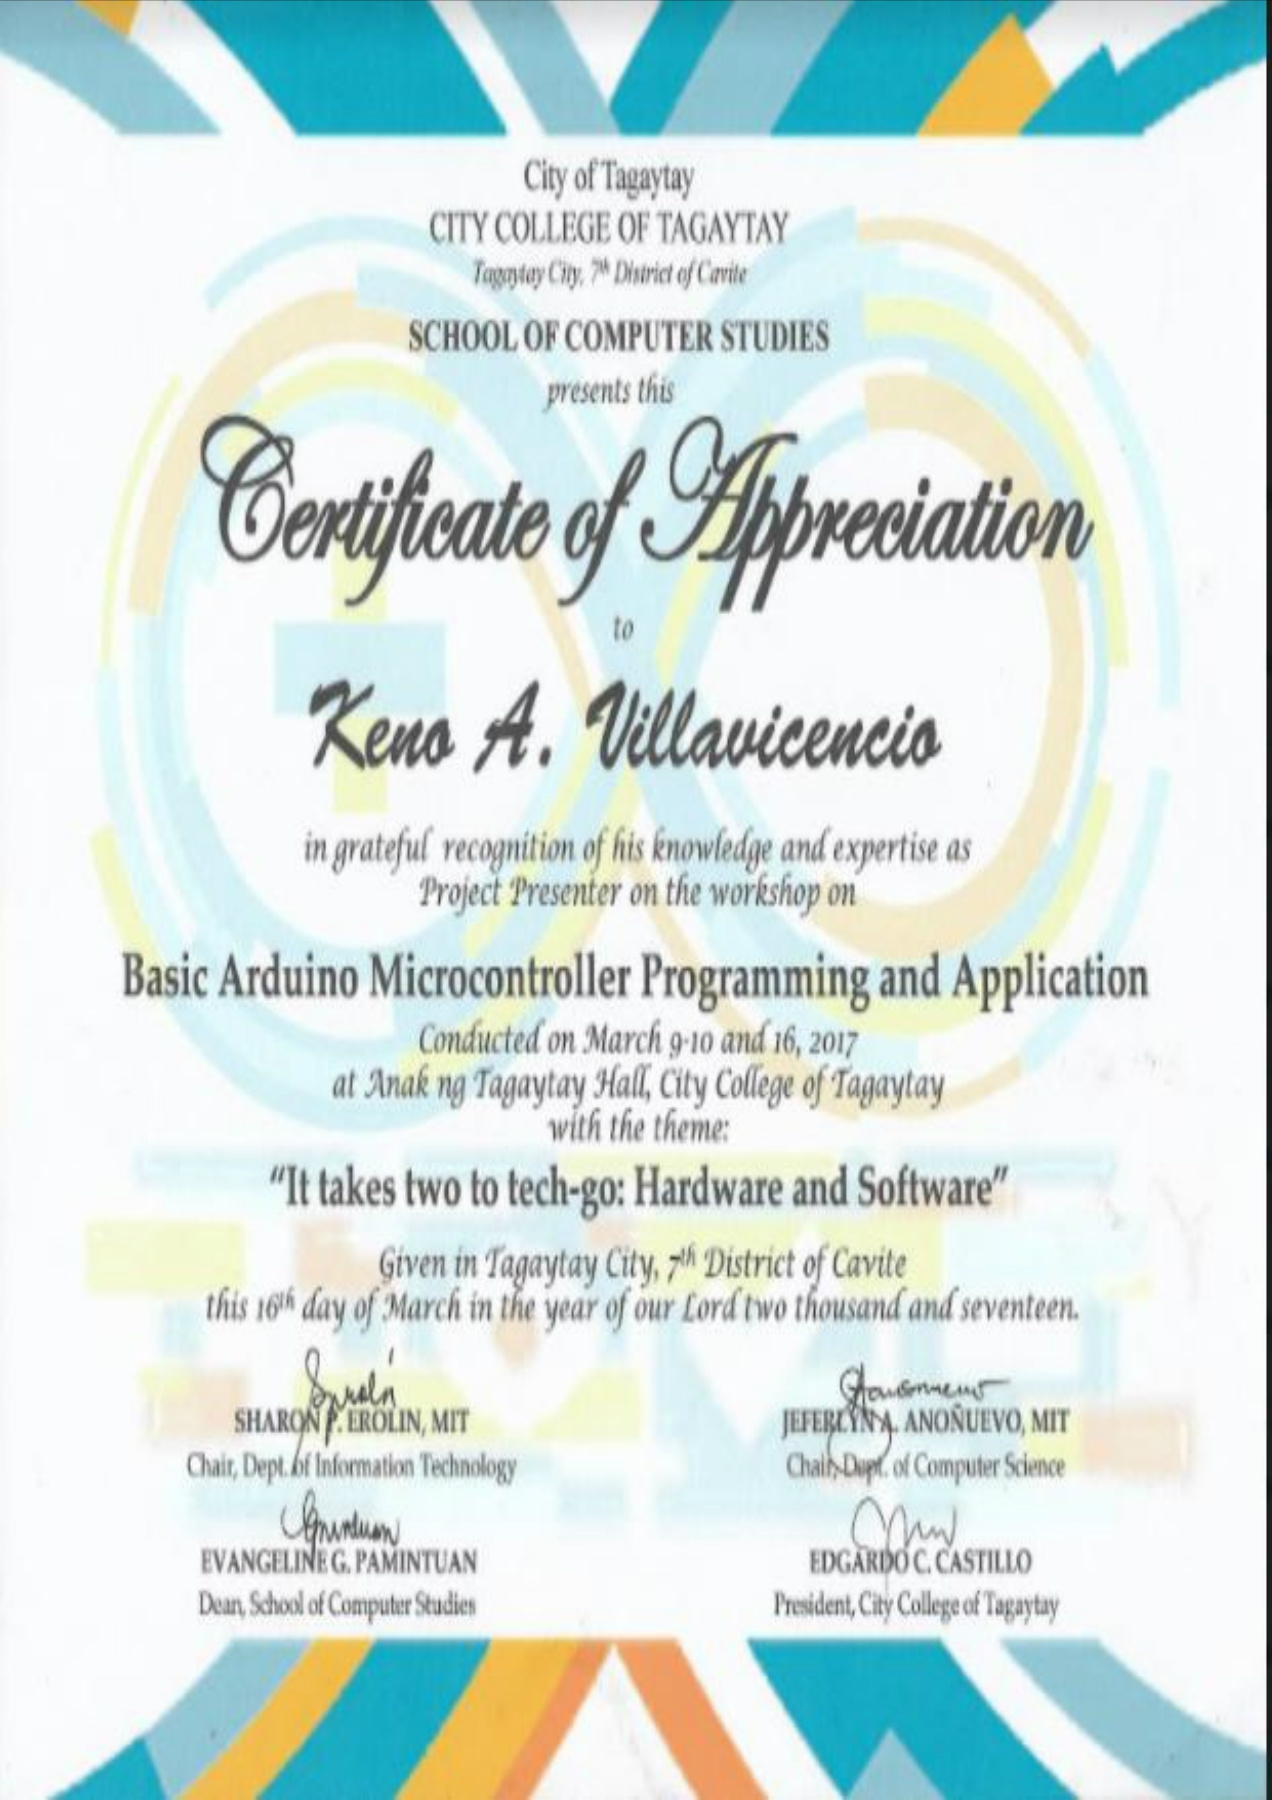 City of Tagaytay
CITY COLLEGE OF TAGAYTAY
Tagaytay City, 7th District of Cavite
SCHOOL OF COMPUTER STUDIES
presents this
Certificate of Appreciation
to
Keno A. Villavicencio
in grateful recognition of his knowledge and expertise as
Project Presenter on the workshop on
Basic Arduino Microcontroller Programming and Application
Conducted on March 9-10 and 16, 2017
at Anak ng Tagaytay Hall, City College of Tagaytay
with the theme:
“It takes two to tech-go: Hardware and Software”
Given in Tagaytay City, 7th District of Cavite
this 16th day of March in the year of our Lord two thousand and seventeen.
SHARON P. EROLIN, MIT
Chair, Dept. of Information Technology
JEFERLYN A. ANOÑUEVO, MIT
Chair, Dept. of Computer Science
EVANGELINE G. PAMINTUAN
Dean, School of Computer Studies
EDGARDO C. CASTILLO
President, City College of Tagaytay